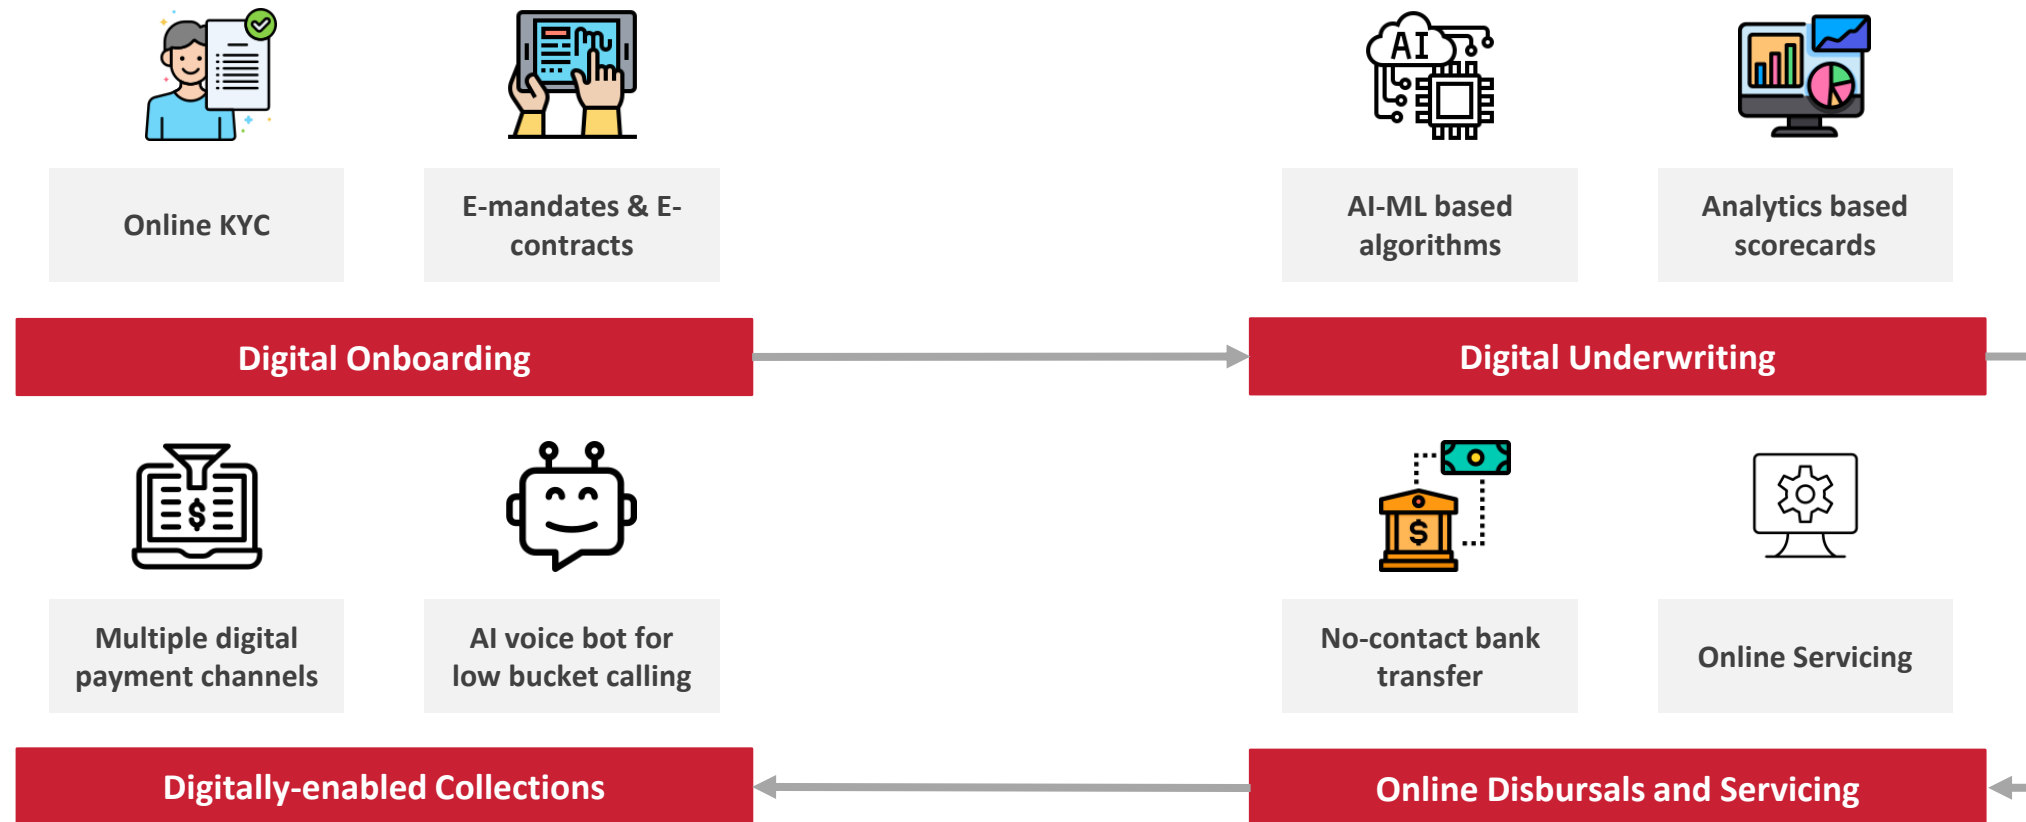 AI
Online KYC
E-mandates & E-
contracts
AI-ML based
algorithms
Analytics based
scorecards
Digital Onboarding
Digital Underwriting
$
$
Multiple digital
payment channels
AI voice bot for
low bucket calling
No-contact bank
transfer
Online Servicing
Digitally-enabled Collections
Online Disbursals and Servicing